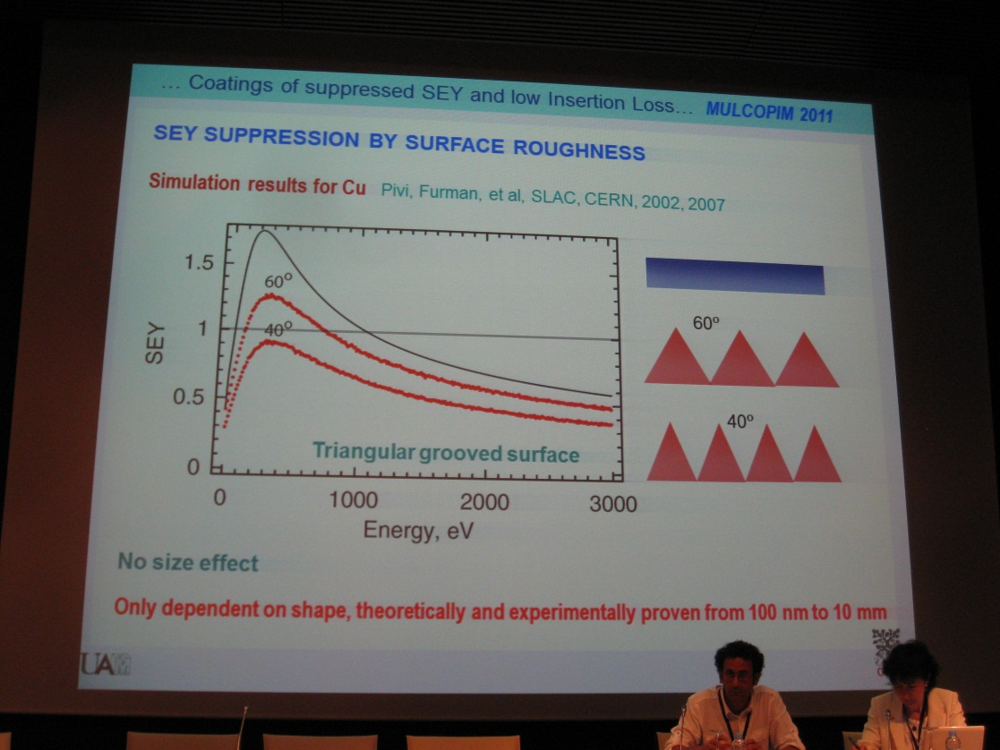 ... Coatings of suppressed SEY and low Insertion Loss... MULCOPIM 2011
SEY SUPPRESSION BY SURFACE ROUGHNESS
Simulation results for Cu Pivi, Furman, et al, SLAC, CERN, 2002, 2007
1.5
1
0.5
0
SEY
60º
40º
Triangular grooved surface
0 1000 2000 3000
Energy, eV
60º
40º
No size effect
Only dependent on shape, theoretically and experimentally proven from 100 nm to 10 mm
UAM